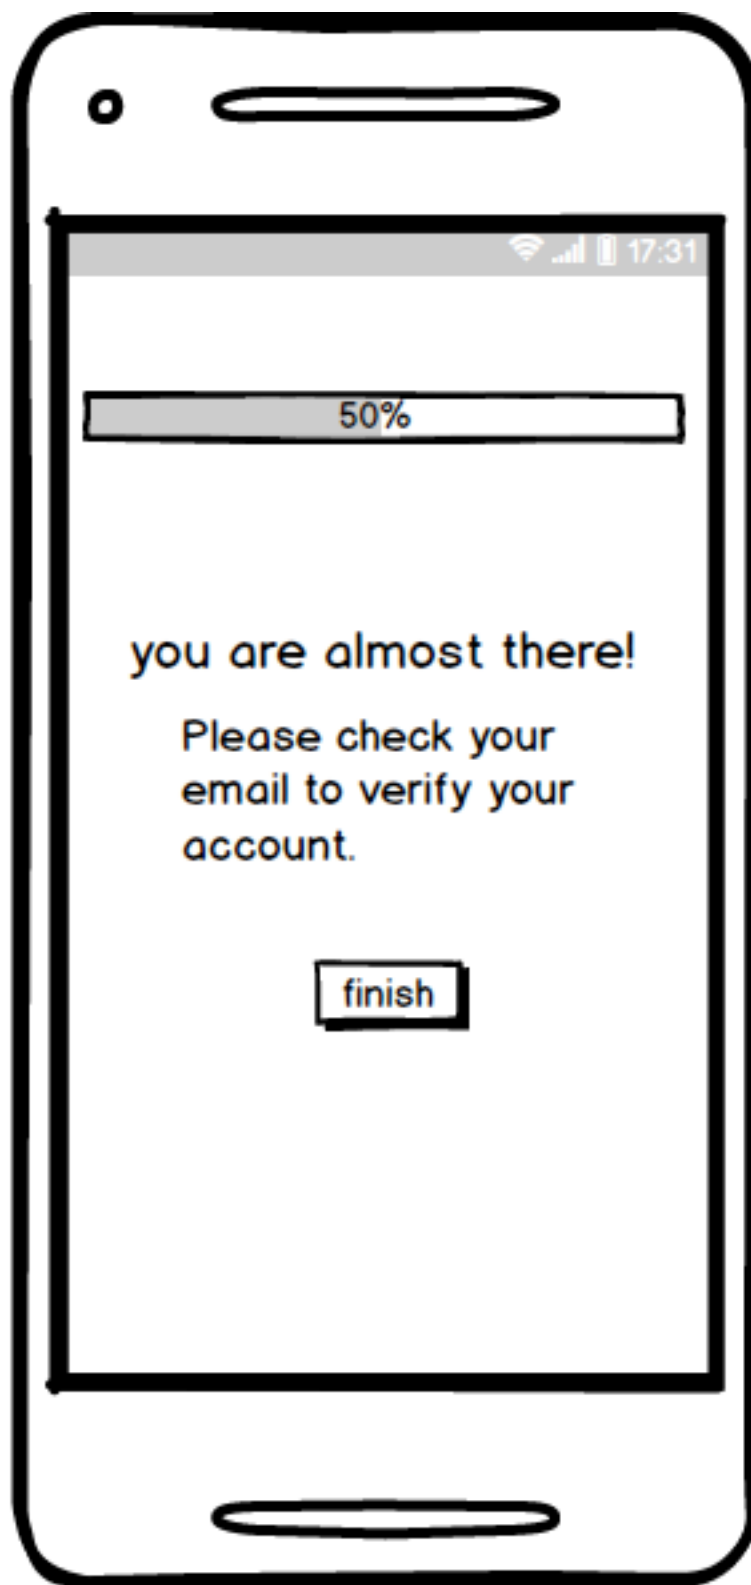 17:31
50%
you are almost there!
Please check your
email to verify your
account.
finish